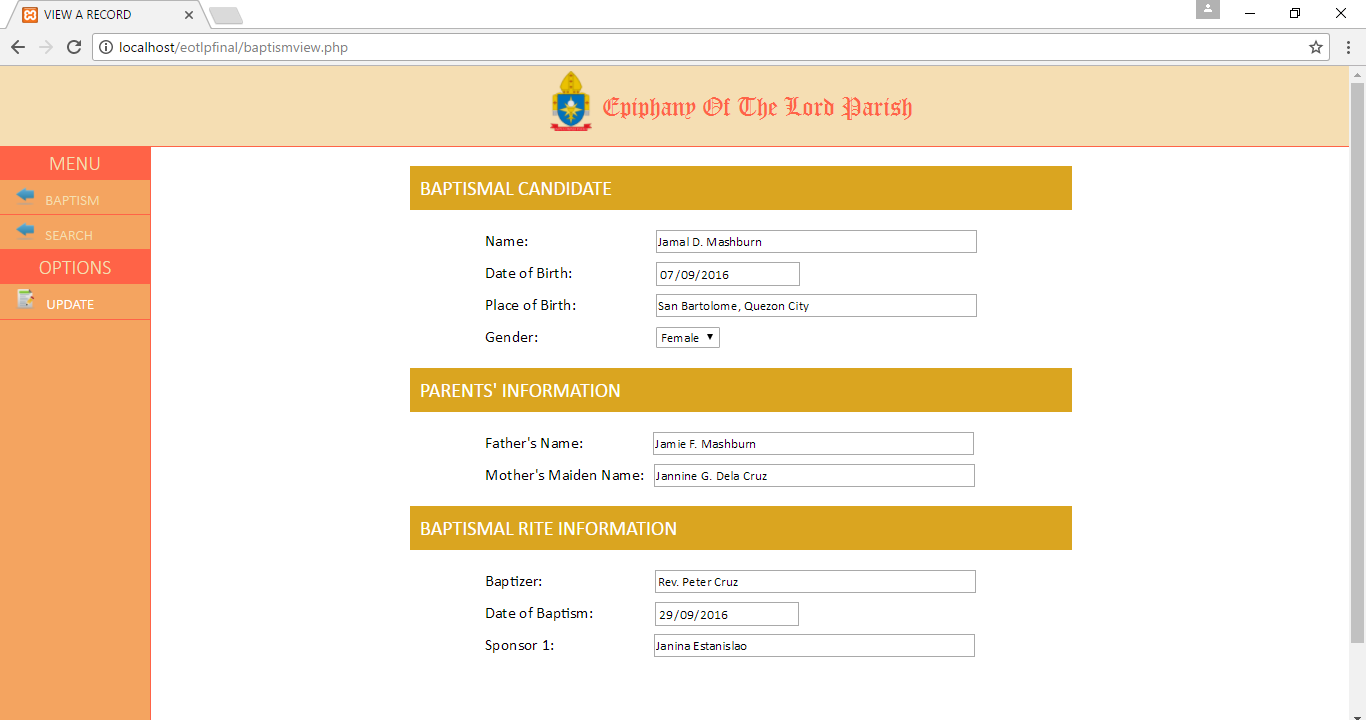 VIEW A RECORD
localhost/eotlpfinal/baptismview.php
Epiphany Of The Lord Parish
MENU
BAPTISM
SEARCH
OPTIONS
UPDATE
BAPTISMAL CANDIDATE
Name: Jamal D. Mashburn
Date of Birth: 07/09/2016
Place of Birth: San Bartolome, Quezon City
Gender: Female
PARENTS' INFORMATION
Father's Name: Jamie F. Mashburn
Mother's Maiden Name: Jannine G. Dela Cruz
BAPTISMAL RITE INFORMATION
Baptizer: Rev. Peter Cruz
Date of Baptism: 29/09/2016
Sponsor 1: Janina Estanislao